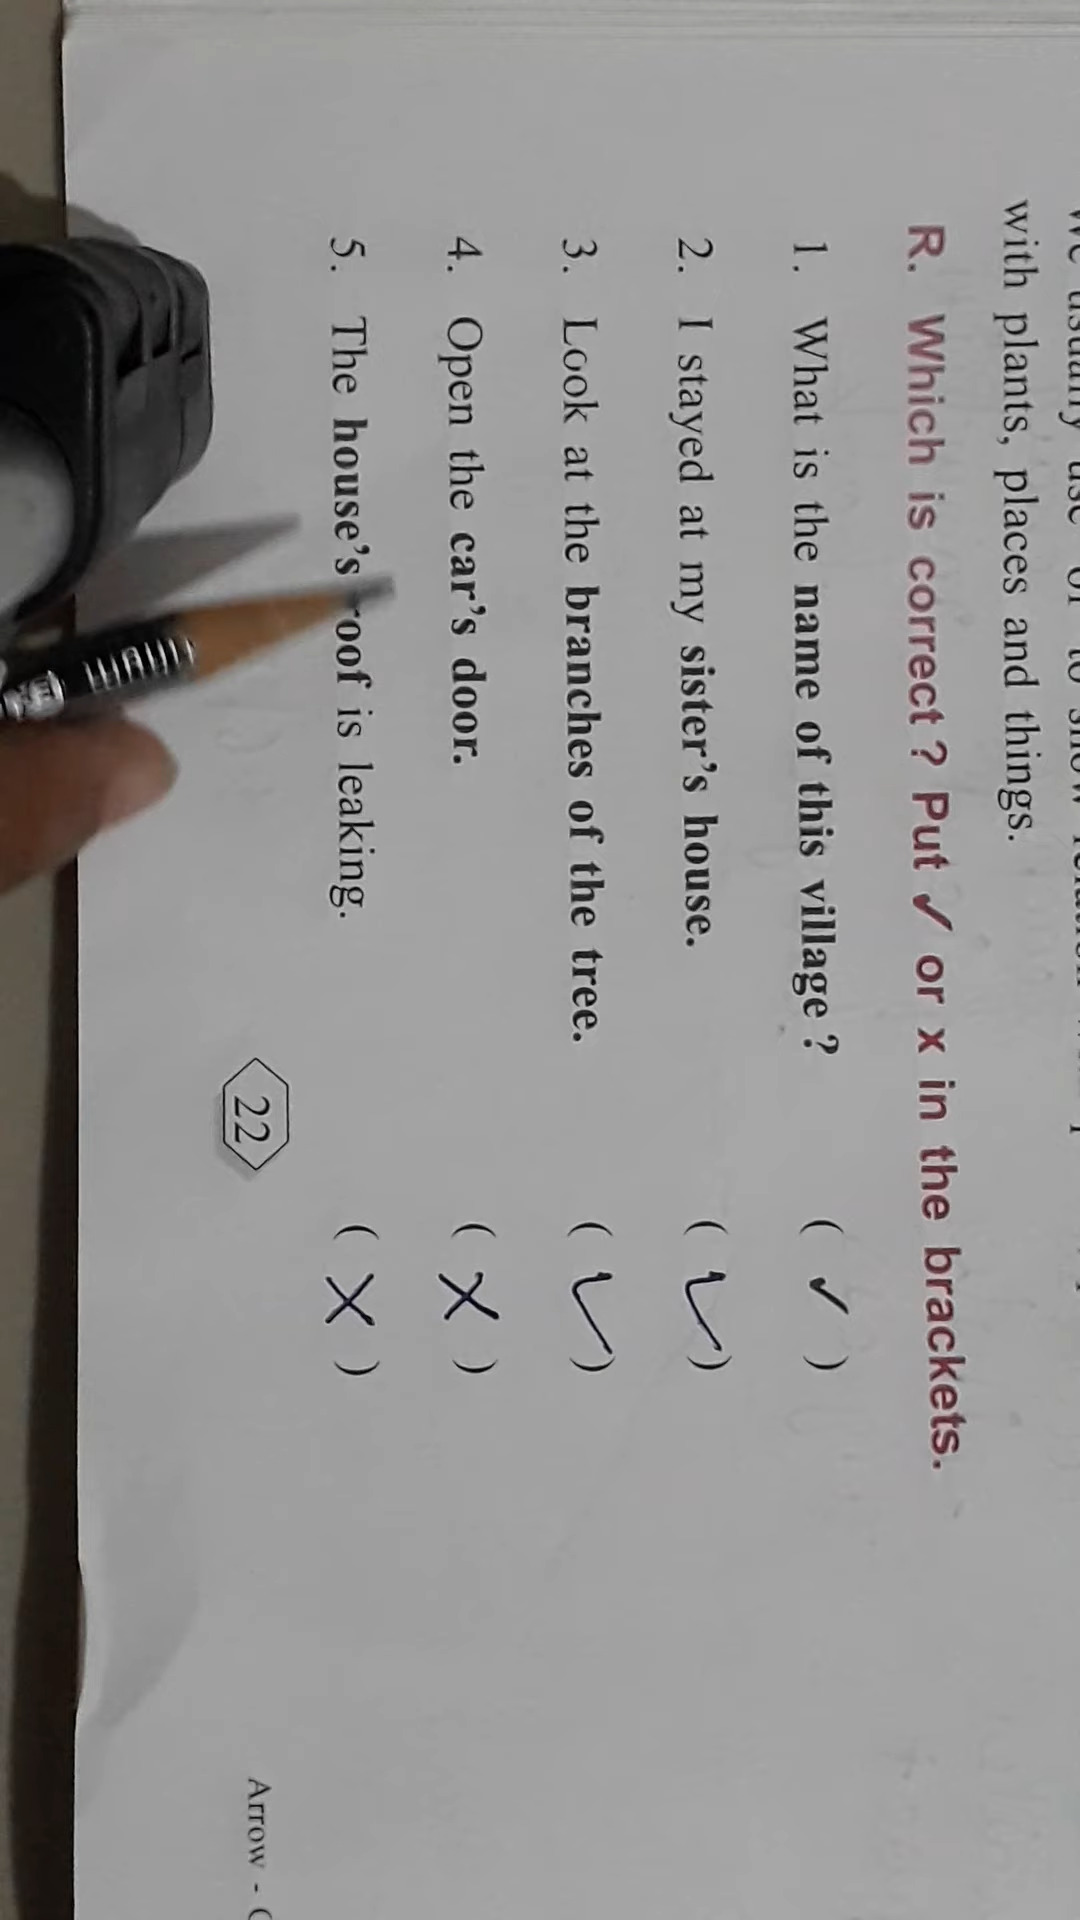 with plants, places and things.
R. Which is correct ? Put ✓ or x in the brackets.
1. What is the name of this village ? ( ✓ )
2. I stayed at my sister's house. ( ✓ )
3. Look at the branches of the tree. ( ✓ )
4. Open the car's door. ( X )
5. The house's roof is leaking. ( X )
22
Arrow -